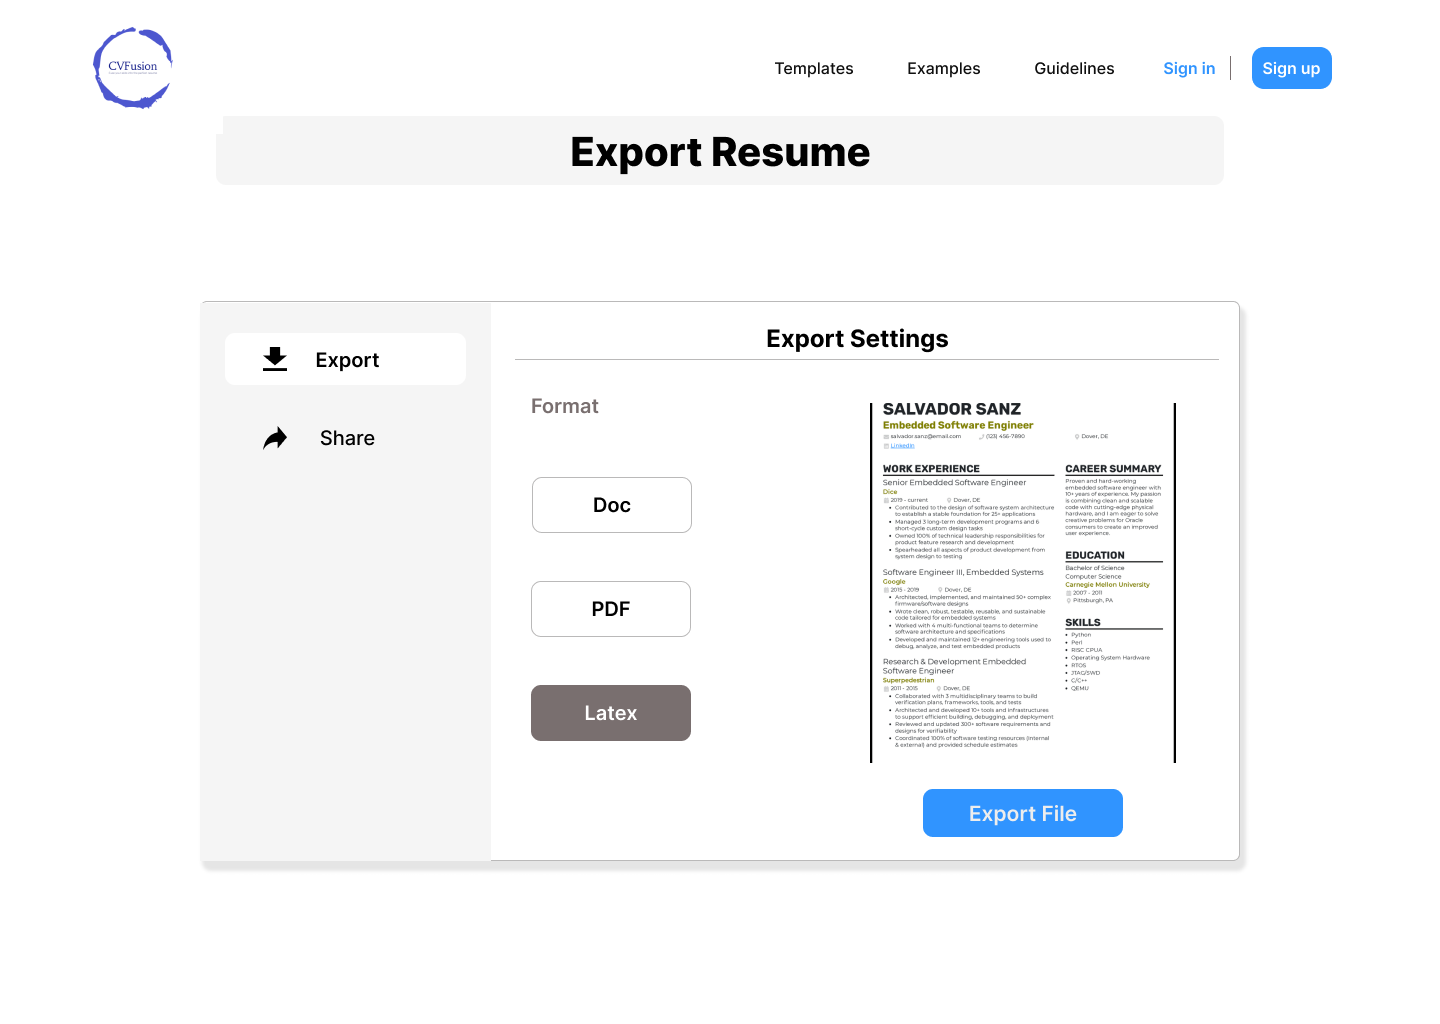 CVFusion
Templates
Examples
Guidelines
Sign in
Sign up
Export Resume
Export
Share
Export Settings
Format
Doc
PDF
Latex
SALVADOR SANZ
Embedded Software Engineer
salvador.sanz@email.com
(123) 456-7890
Dover, DE
LinkedIn
WORK EXPERIENCE
Senior Embedded Software Engineer
Dice
2019 - current
Dover, DE
• Contributed to the design of software system architecture
to establish a stable foundation for 25+ applications
• Managed 3 long-term development programs and 6
short-cycle custom design tasks
• Owned 100% of technical leadership responsibilities for
product feature research and development
• Spearheaded all aspects of product development from
system design to testing
Software Engineer III, Embedded Systems
Google
2015 - 2019
Dover, DE
• Architected, implemented, and maintained 50+ complex
firmware/software designs
• Wrote clean, robust, testable, reusable, and sustainable
code tailored for embedded systems
• Worked with 4 multi-functional teams to determine
software architecture and specifications
• Developed and maintained 12+ engineering tools used to
debug, analyze, and test embedded products
Research & Development Embedded
Software Engineer
Superpedestrian
2011 - 2015
Dover, DE
• Collaborated with 3 multidisciplinary teams to build
verification plans, frameworks, tools, and tests
• Architected and developed 10+ tools and infrastructures
to support efficient building, debugging, and deployment
• Reviewed and updated 300+ software requirements and
designs for verifiability
• Coordinated 100% of software testing resources (internal
& external) and provided schedule estimates
CAREER SUMMARY
Proven and hard-working
embedded software engineer with
10+ years of experience. My passion
is combining clean and scalable
code with cutting-edge physical
hardware, and I am eager to solve
creative problems for Oracle
consumers to create an improved
user experience.
EDUCATION
Bachelor of Science
Computer Science
Carnegie Mellon University
2007 - 2011
Pittsburgh, PA
SKILLS
• Python
• Perl
• RISC CPUA
• Operating System Hardware
• RTOS
• JTAG/SWD
• C/C++
• QEMU
Export File